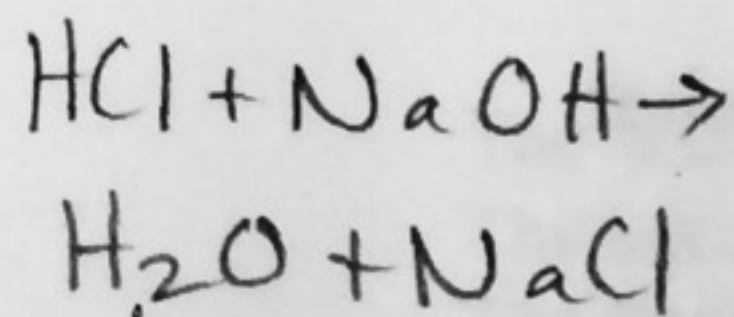 HCl + NaOH →
H₂O + NaCl